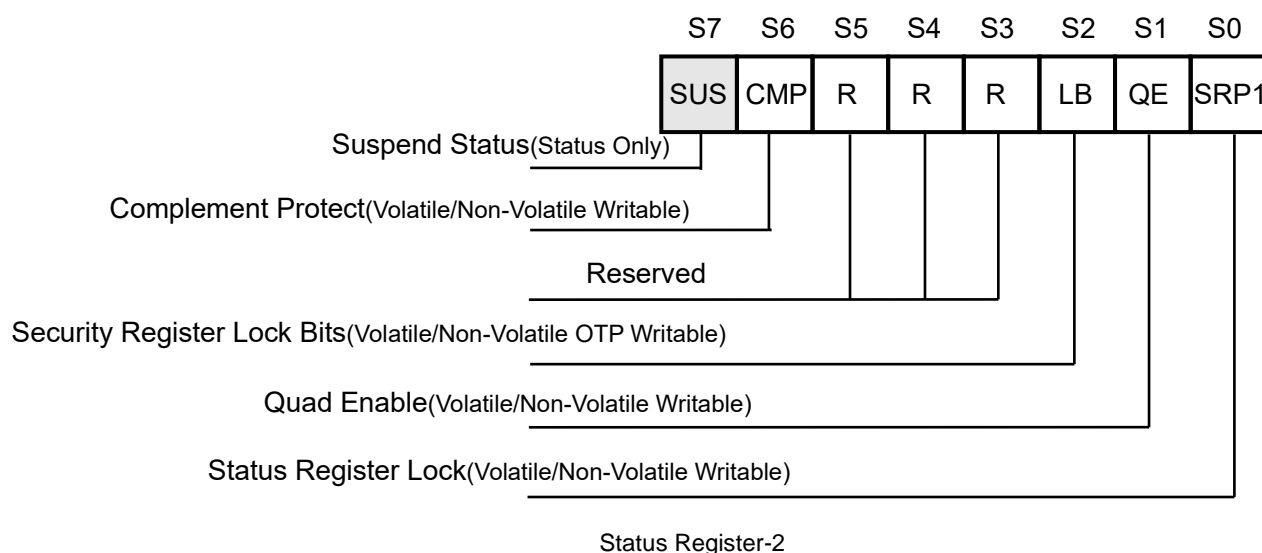 S7 S6 S5 S4 S3 S2 S1 S0
SUS CMP R R R LB QE SRP1
Suspend Status(Status Only)
Complement Protect(Volatile/Non-Volatile Writable)
Reserved
Security Register Lock Bits(Volatile/Non-Volatile OTP Writable)
Quad Enable(Volatile/Non-Volatile Writable)
Status Register Lock(Volatile/Non-Volatile Writable)
Status Register-2